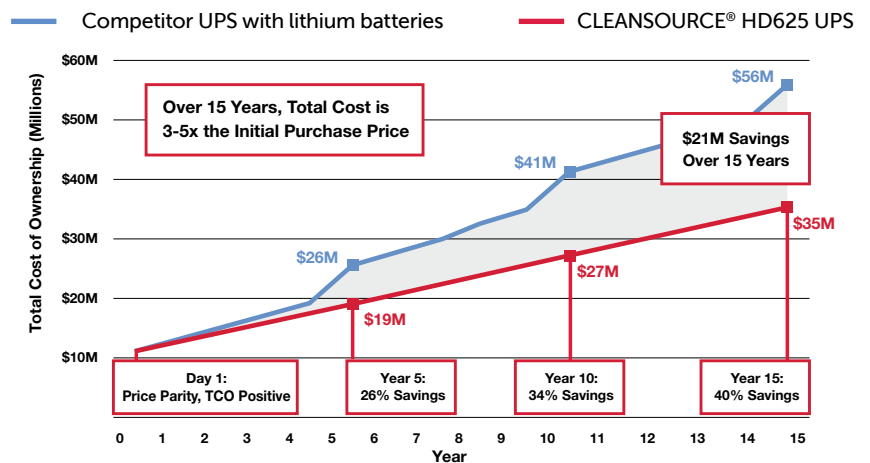 Competitor UPS with lithium batteries
CLEANSOURCE® HD625 UPS
Total Cost of Ownership (Millions)
$60M
$50M
$40M
$30M
$20M
$10M
Over 15 Years, Total Cost is
3-5x the Initial Purchase Price
$56M
$21M Savings
Over 15 Years
$41M
$35M
$26M
$27M
$19M
Day 1:
Price Parity, TCO Positive
Year 5:
26% Savings
Year 10:
34% Savings
Year 15:
40% Savings
0 1 2 3 4 5 6 7 8 9 10 11 12 13 14 15
Year